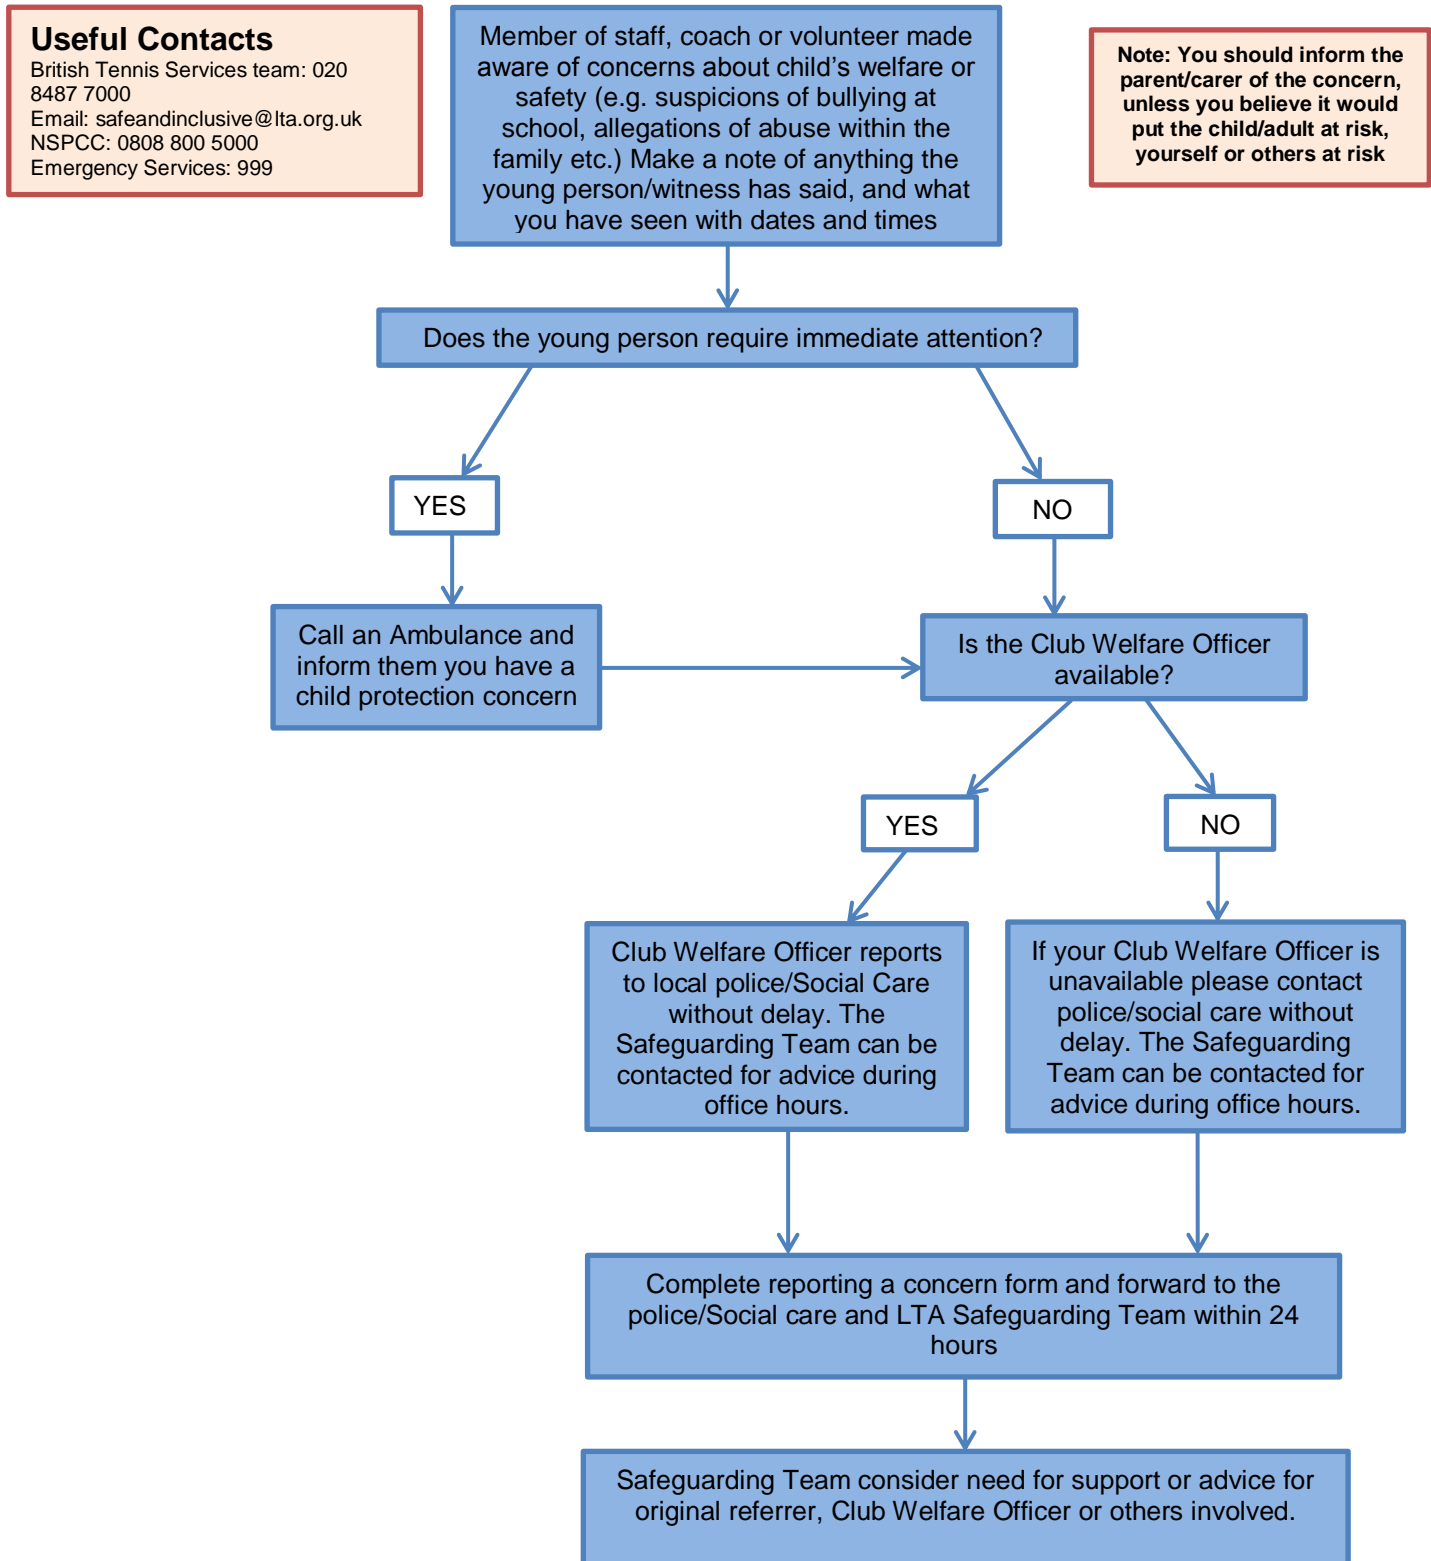 Useful Contacts
British Tennis Services team: 020
8487 7000
Email: safeandinclusive@lta.org.uk
NSPCC: 0808 800 5000
Emergency Services: 999
Member of staff, coach or volunteer made
aware of concerns about child’s welfare or
safety (e.g. suspicions of bullying at
school, allegations of abuse within the
family etc.) Make a note of anything the
young person/witness has said, and what
you have seen with dates and times
Note: You should inform the
parent/carer of the concern,
unless you believe it would
put the child/adult at risk,
yourself or others at risk
Does the young person require immediate attention?
YES
NO
Call an Ambulance and
inform them you have a
child protection concern
Is the Club Welfare Officer
available?
YES
NO
Club Welfare Officer reports
to local police/Social Care
without delay. The
Safeguarding Team can be
contacted for advice during
office hours.
If your Club Welfare Officer is
unavailable please contact
police/social care without
delay. The Safeguarding
Team can be contacted for
advice during office hours.
Complete reporting a concern form and forward to the
police/Social care and LTA Safeguarding Team within 24
hours
Safeguarding Team consider need for support or advice for
original referrer, Club Welfare Officer or others involved.